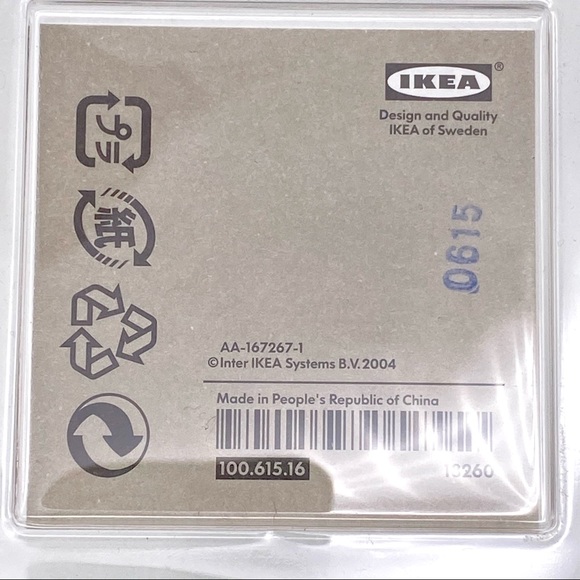 IKEA®
Design and Quality
IKEA of Sweden
プラ
紙
0615
AA-167267-1
©Inter IKEA Systems B.V. 2004
Made in People's Republic of China
100.615.16
13260